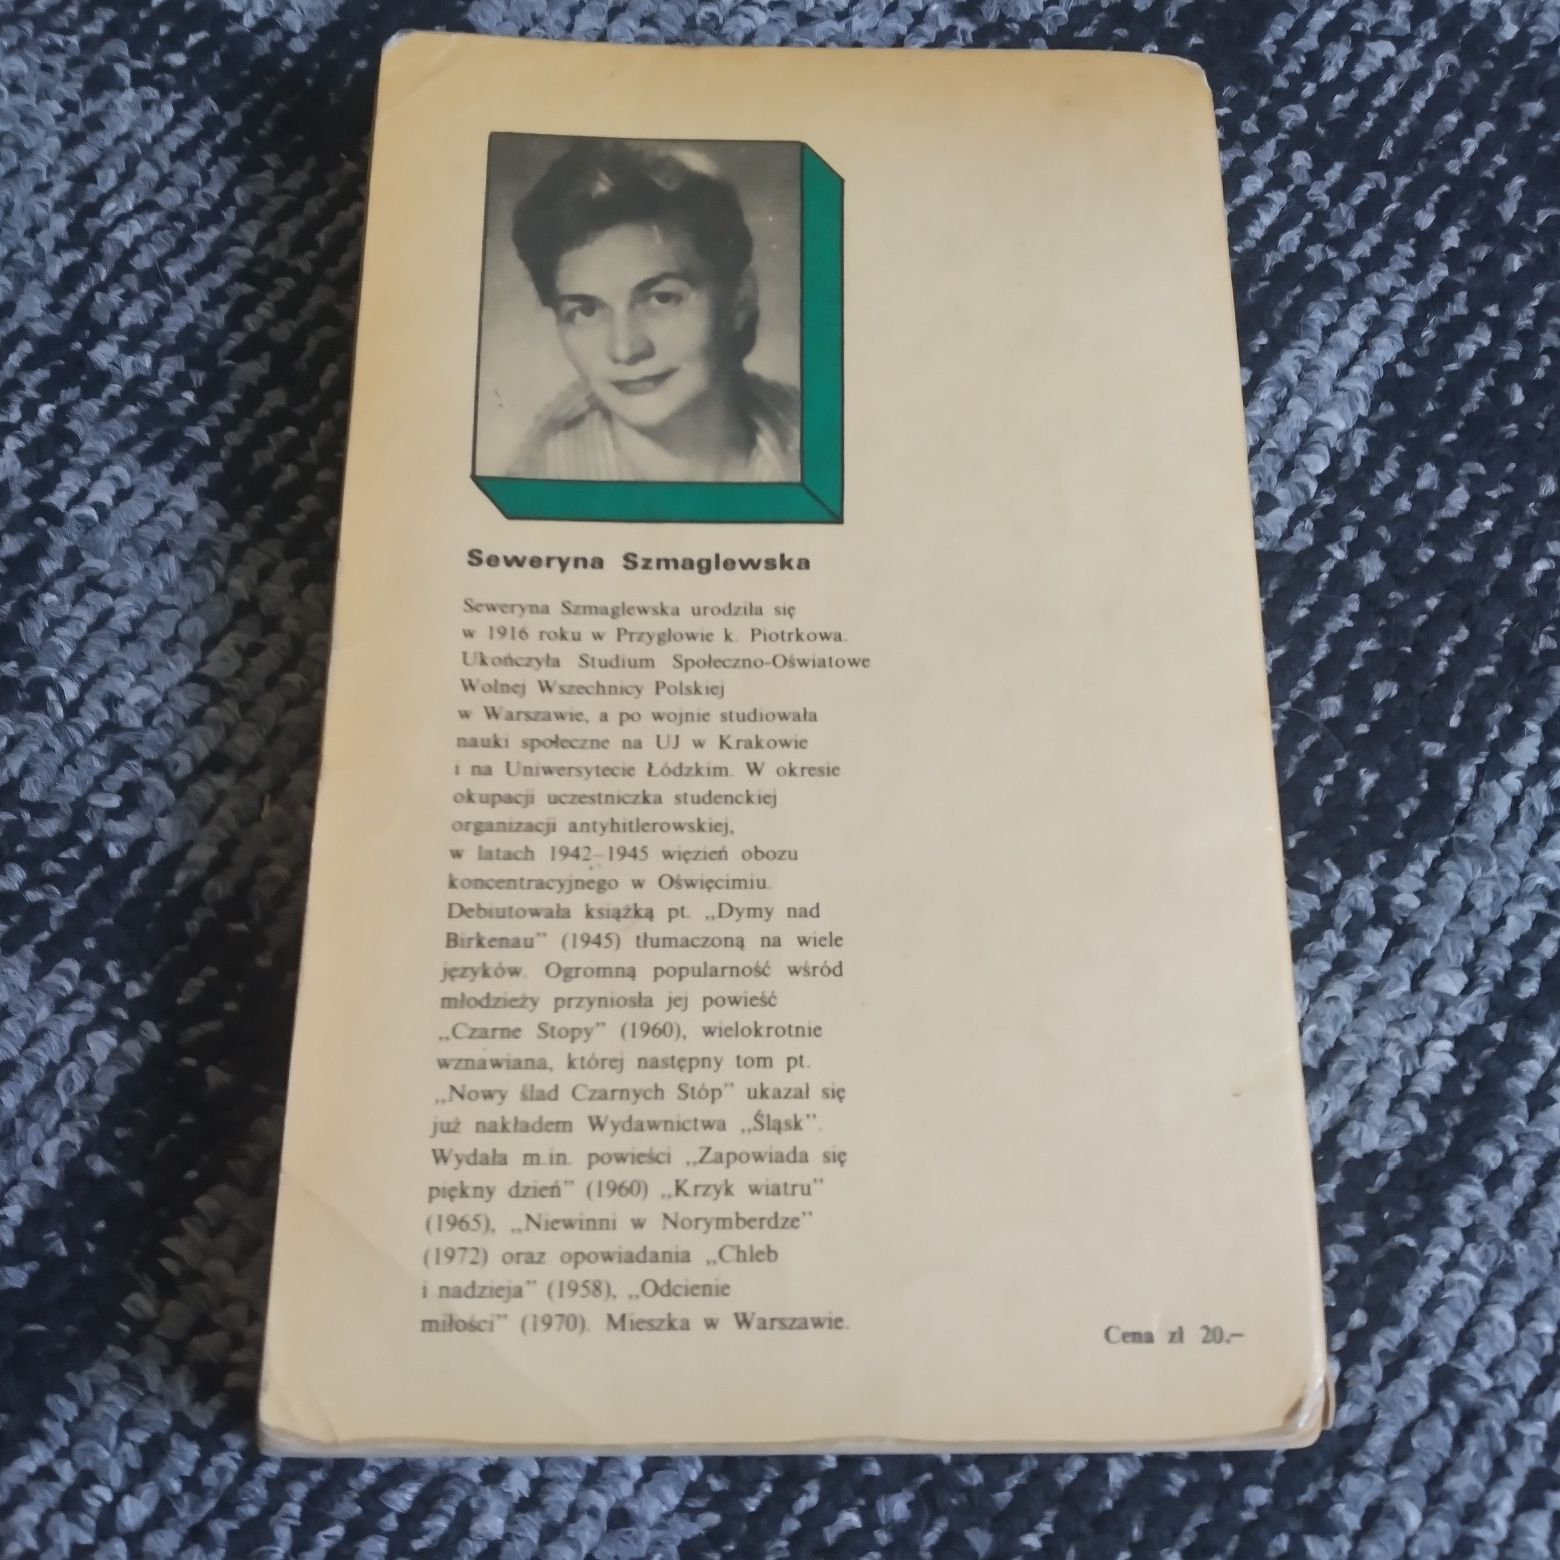 Seweryna Szmaglewska
Seweryna Szmaglewska urodziła się
w 1916 roku w Przygłowie k. Piotrkowa.
Ukończyła Studium Społeczno-Oświatowe
Wolnej Wszechnicy Polskiej
w Warszawie, a po wojnie studiowała
nauki społeczne na UJ w Krakowie
i na Uniwersytecie Łódzkim. W okresie
okupacji uczestniczka studenckiej
organizacji antyhitlerowskiej,
w latach 1942–1945 więzień obozu
koncentracyjnego w Oświęcimiu.
Debiutowała książką pt. „Dymy nad
Birkenau” (1945) tłumaczoną na wiele
języków. Ogromną popularność wśród
młodzieży przyniosła jej powieść
„Czarne Stopy” (1960), wielokrotnie
wznawiana, której następny tom pt.
„Nowy ślad Czarnych Stóp” ukazał się
już nakładem Wydawnictwa „Śląsk”.
Wydała m.in. powieści „Zapowiada się
piękny dzień” (1960) „Krzyk wiatru”
(1965), „Niewinni w Norymberdze”
(1972) oraz opowiadania „Chleb
i nadzieja” (1958), „Odcienie
miłości” (1970). Mieszka w Warszawie.
Cena zł 20.–